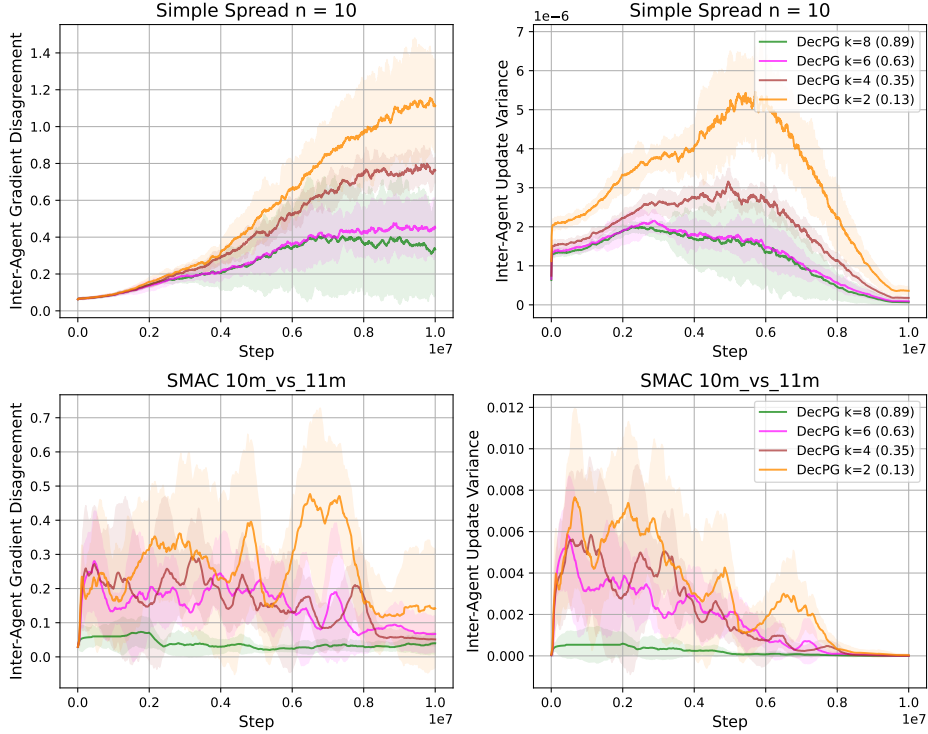 Simple Spread n = 10
Inter-Agent Gradient Disagreement
1.4
1.2
1.0
0.8
0.6
0.4
0.2
0.0
0.0 0.2 0.4 0.6 0.8 1.0
1e7
Step
Simple Spread n = 10
1e−6
Inter-Agent Update Variance
7
6
5
4
3
2
1
0
DecPG k=8 (0.89)
DecPG k=6 (0.63)
DecPG k=4 (0.35)
DecPG k=2 (0.13)
0.0 0.2 0.4 0.6 0.8 1.0
1e7
Step
SMAC 10m_vs_11m
Inter-Agent Gradient Disagreement
0.7
0.6
0.5
0.4
0.3
0.2
0.1
0.0
0.0 0.2 0.4 0.6 0.8 1.0
1e7
Step
SMAC 10m_vs_11m
Inter-Agent Update Variance
0.012
0.010
0.008
0.006
0.004
0.002
0.000
DecPG k=8 (0.89)
DecPG k=6 (0.63)
DecPG k=4 (0.35)
DecPG k=2 (0.13)
0.0 0.2 0.4 0.6 0.8 1.0
1e7
Step